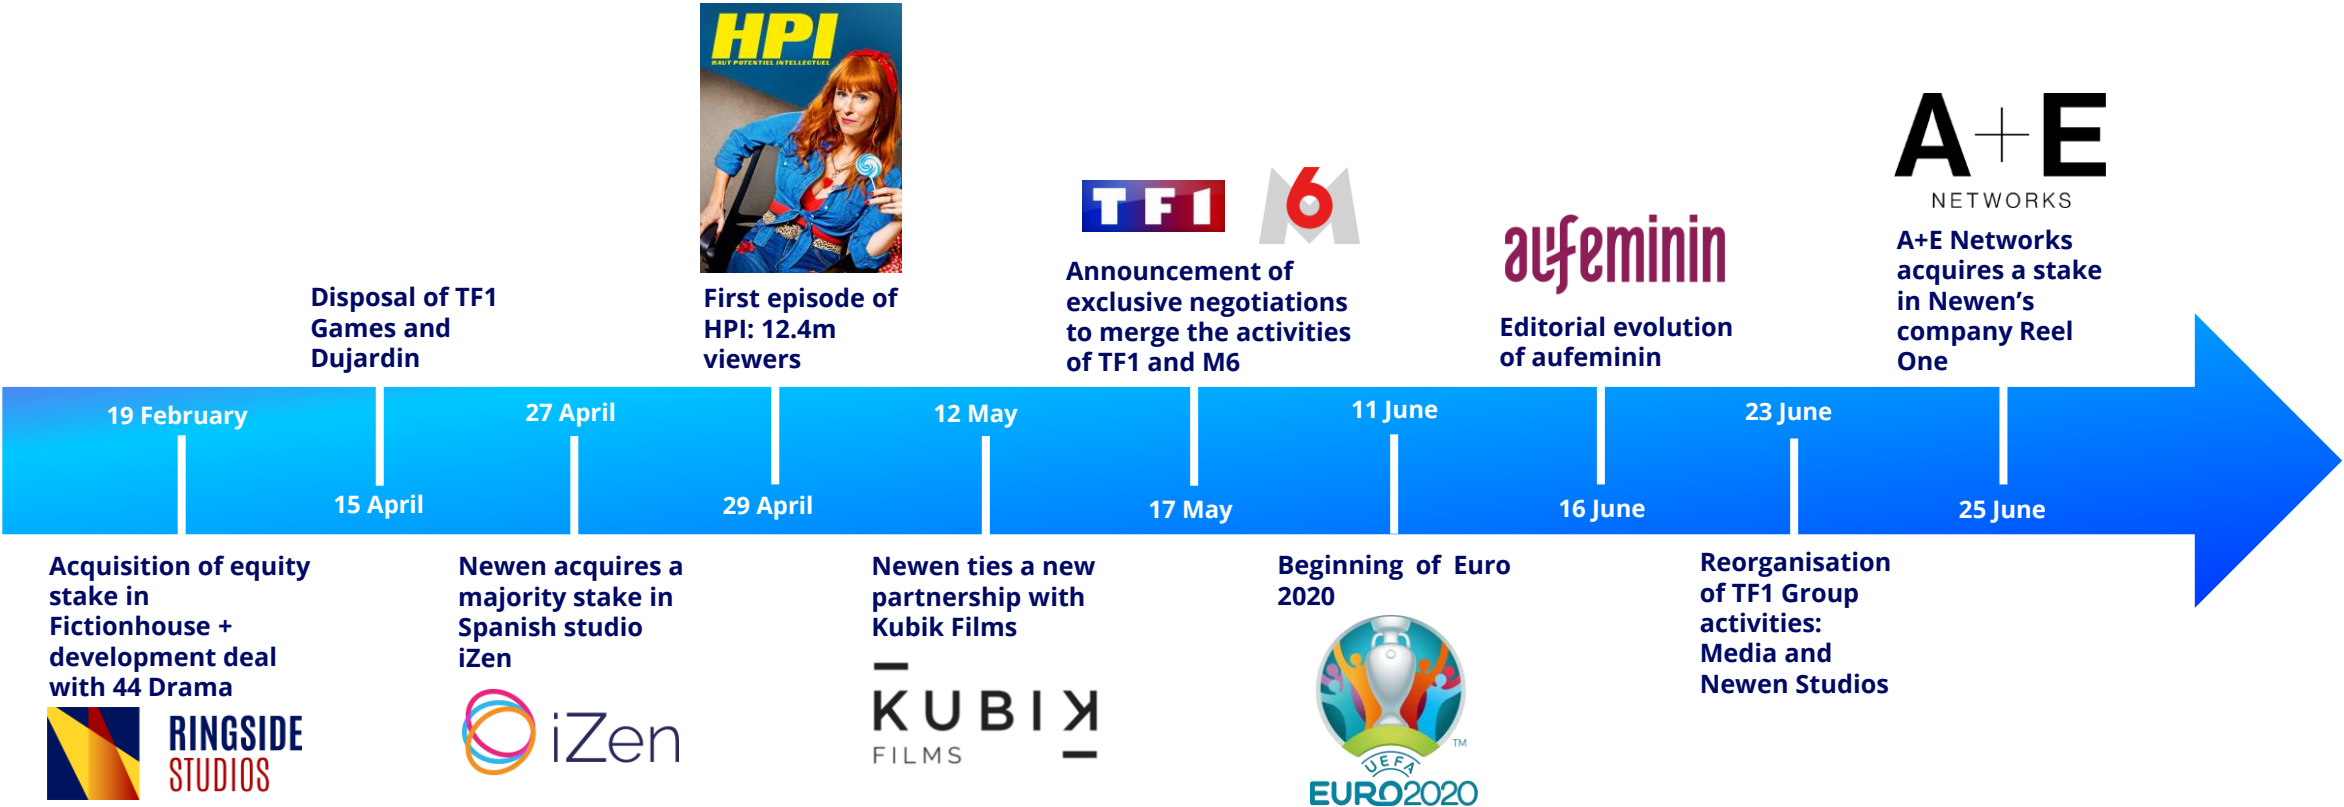 HPI
HAUT POTENTIEL INTELLECTUEL
TF1
M6
aufeminin
A+E
NETWORKS
Disposal of TF1
Games and
Dujardin
First episode of
HPI: 12.4m
viewers
Announcement of
exclusive negotiations
to merge the activities
of TF1 and M6
Editorial evolution
of aufeminin
A+E Networks
acquires a stake
in Newen’s
company Reel
One
19 February
27 April
12 May
11 June
23 June
15 April
29 April
17 May
16 June
25 June
Acquisition of equity
stake in
Fictionhouse +
development deal
with 44 Drama
RINGSIDE
STUDIOS
Newen acquires a
majority stake in
Spanish studio
iZen
iZen
Newen ties a new
partnership with
Kubik Films
KUBIK
FILMS
Beginning of Euro
2020
TM
UEFA
EURO2020
Reorganisation
of TF1 Group
activities:
Media and
Newen Studios